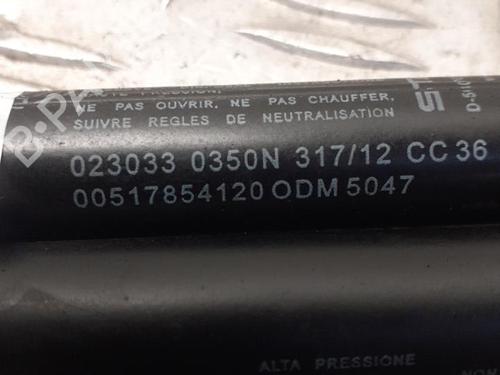 PRESSION,
NE PAS OUVRIR, NE PAS CHAUFFER,
SUIVRE REGLES DE NEUTRALISATION
023033 0350N 317/12 CC 36
00517854120 ODM 5047
ALTA PRESSIONE